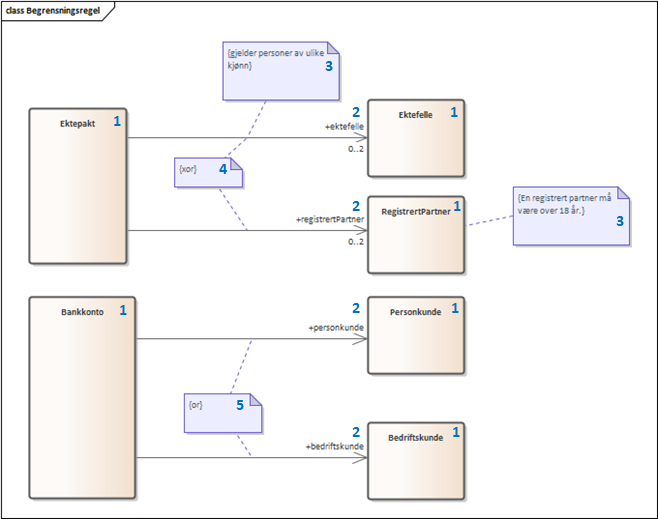 class Begrensningsregel
{gjelder personer av ulike
kjønn}
3
Ektepakt 1
2
+ektefelle
0..2
Ektefelle 1
{xor} 4
2
+registrertPartner
0..2
RegistrertPartner 1
{En registrert partner må
være over 18 år.}
3
Bankkonto 1
2
+personkunde
Personkunde 1
{or} 5
2
+bedriftskunde
Bedriftskunde 1